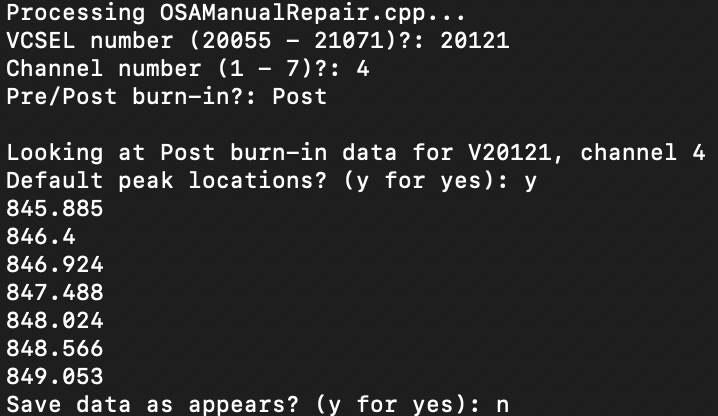 Processing OSAManualRepair.cpp...
VCSEL number (20055 - 21071)?: 20121
Channel number (1 - 7)?: 4
Pre/Post burn-in?: Post
Looking at Post burn-in data for V20121, channel 4
Default peak locations? (y for yes): y
845.885
846.4
846.924
847.488
848.024
848.566
849.053
Save data as appears? (y for yes): n